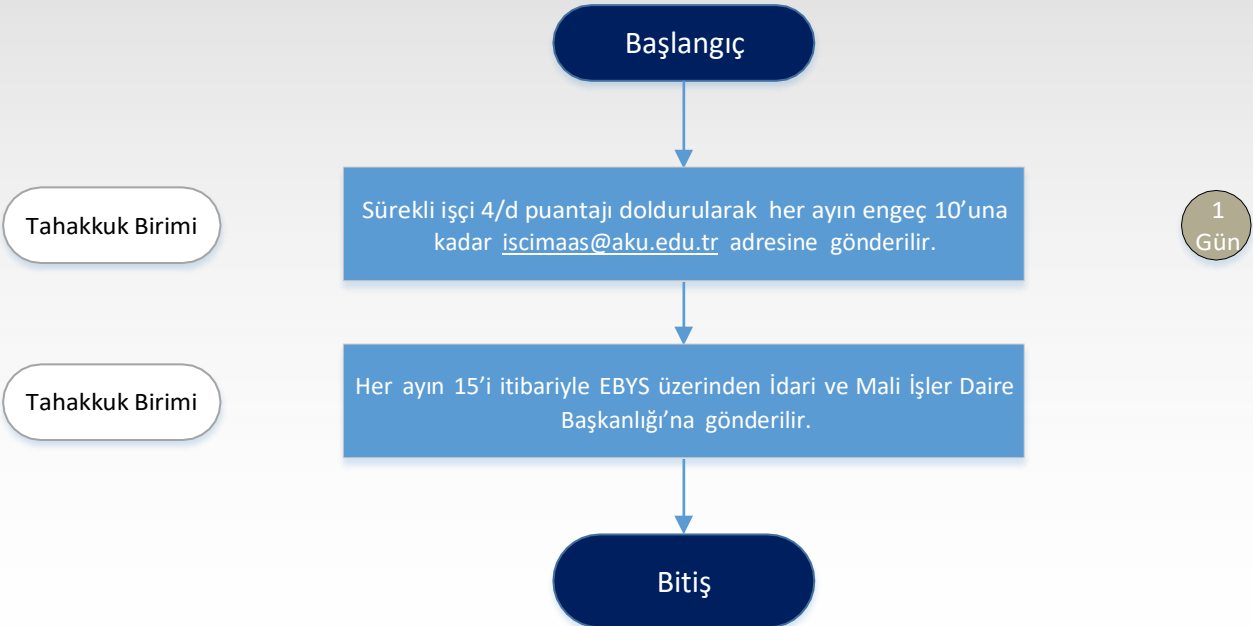 Başlangıç
Tahakkuk Birimi
Sürekli işçi 4/d puantajı doldurularak her ayın engeç 10’una
kadar iscimaas@aku.edu.tr adresine gönderilir.
1
Gün
Tahakkuk Birimi
Her ayın 15’i itibariyle EBYS üzerinden İdari ve Mali İşler Daire
Başkanlığı’na gönderilir.
Bitiş